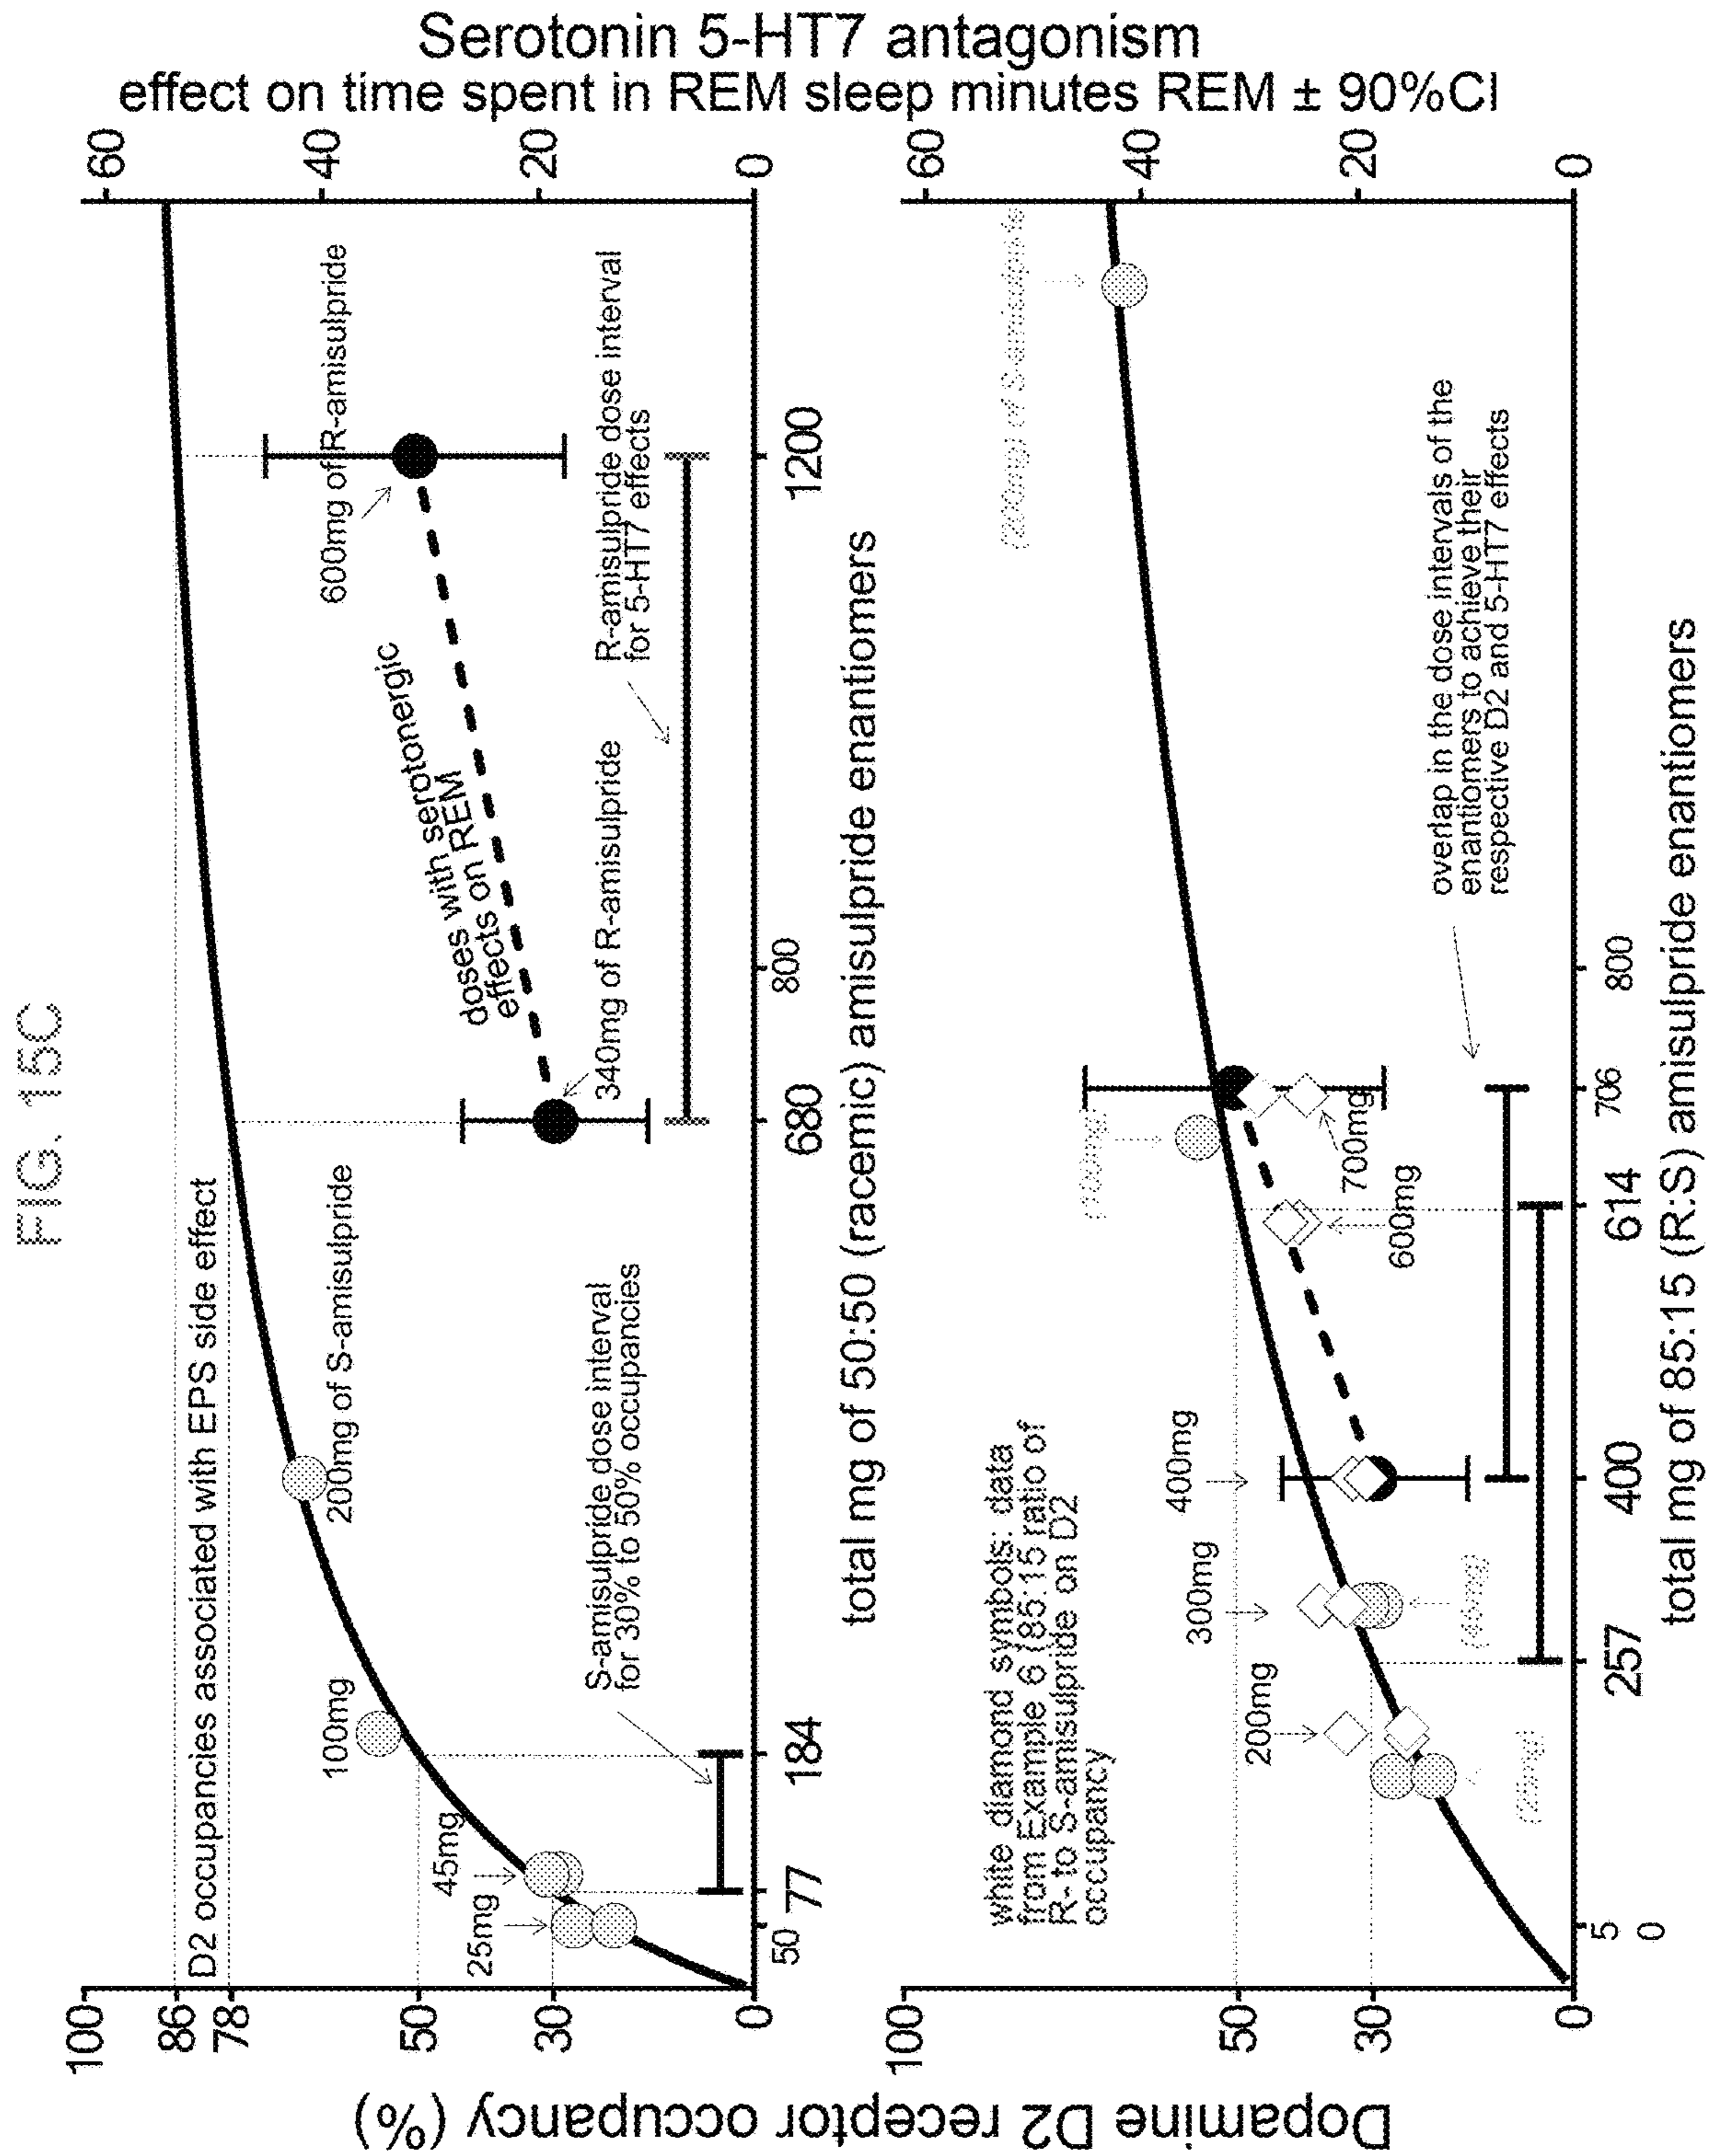 FIG. 15C
Dopamine D2 receptor occupancy (%)
Serotonin 5-HT7 antagonism
effect on time spent in REM sleep minutes REM ± 90%CI
100
86
78
50
30
0
60
40
20
0
D2 occupancies associated with EPS side effect
25mg
45mg
100mg
200mg of S-amisulpride
S-amisulpride dose interval
for 30% to 50% occupancies
doses with serotonergic
effects on REM
340mg of R-amisulpride
600mg of R-amisulpride
R-amisulpride dose interval
for 5-HT7 effects
50
77
184
680
800
1200
total mg of 50:50 (racemic) amisulpride enantiomers
100
50
30
0
60
40
20
0
white diamond symbols: data
from Example 6 (85:15 ratio of
R- to S-amisulpride on D2
occupancy
200mg
300mg
400mg
600mg
700mg
(25mg)
(45mg)
(100mg)
(200mg of S-amisulpride
overlap in the dose intervals of the
enantiomers to achieve their
respective D2 and 5-HT7 effects
5
0
257
400
614
706
800
total mg of 85:15 (R:S) amisulpride enantiomers